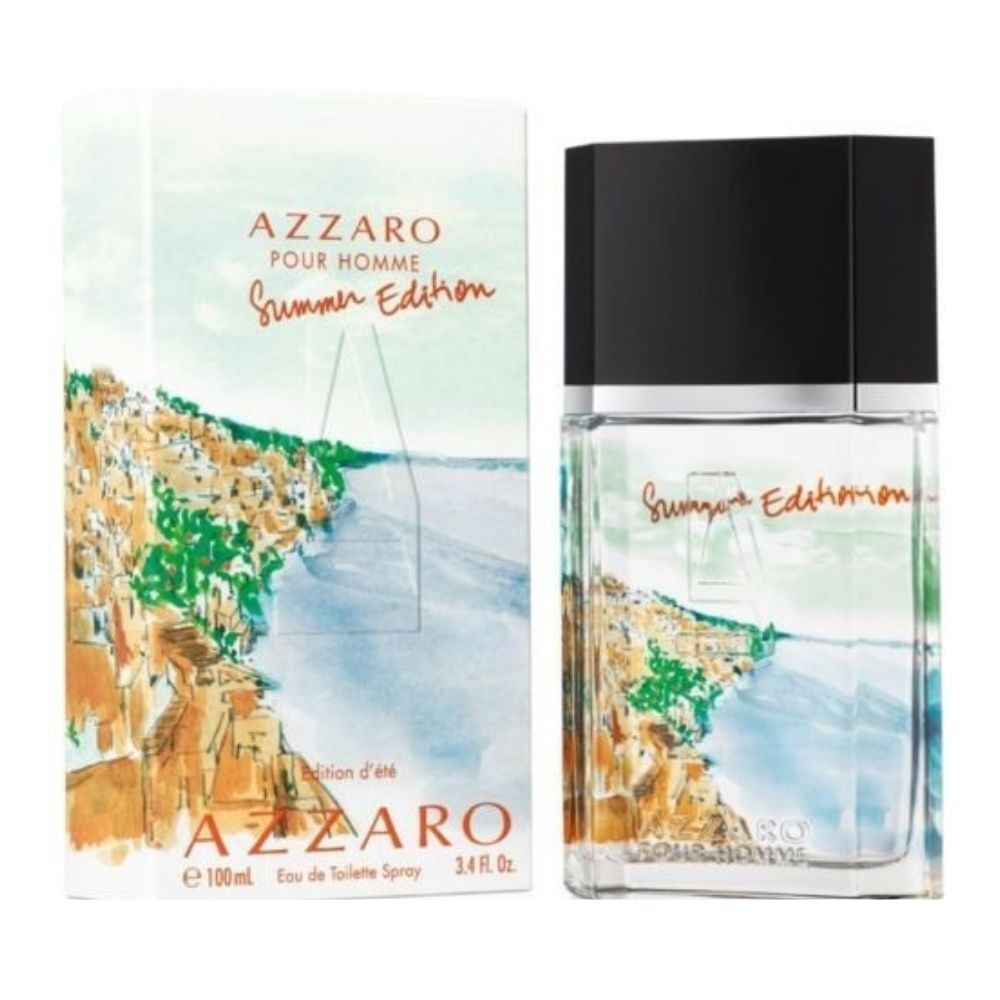 AZZARO
POUR HOMME
Summer Edition
Edition d'été
AZZARO
e 100 mL Eau de Toilette Spray 3.4 Fl. Oz.
Edition
AZZARO
POUR HOMME